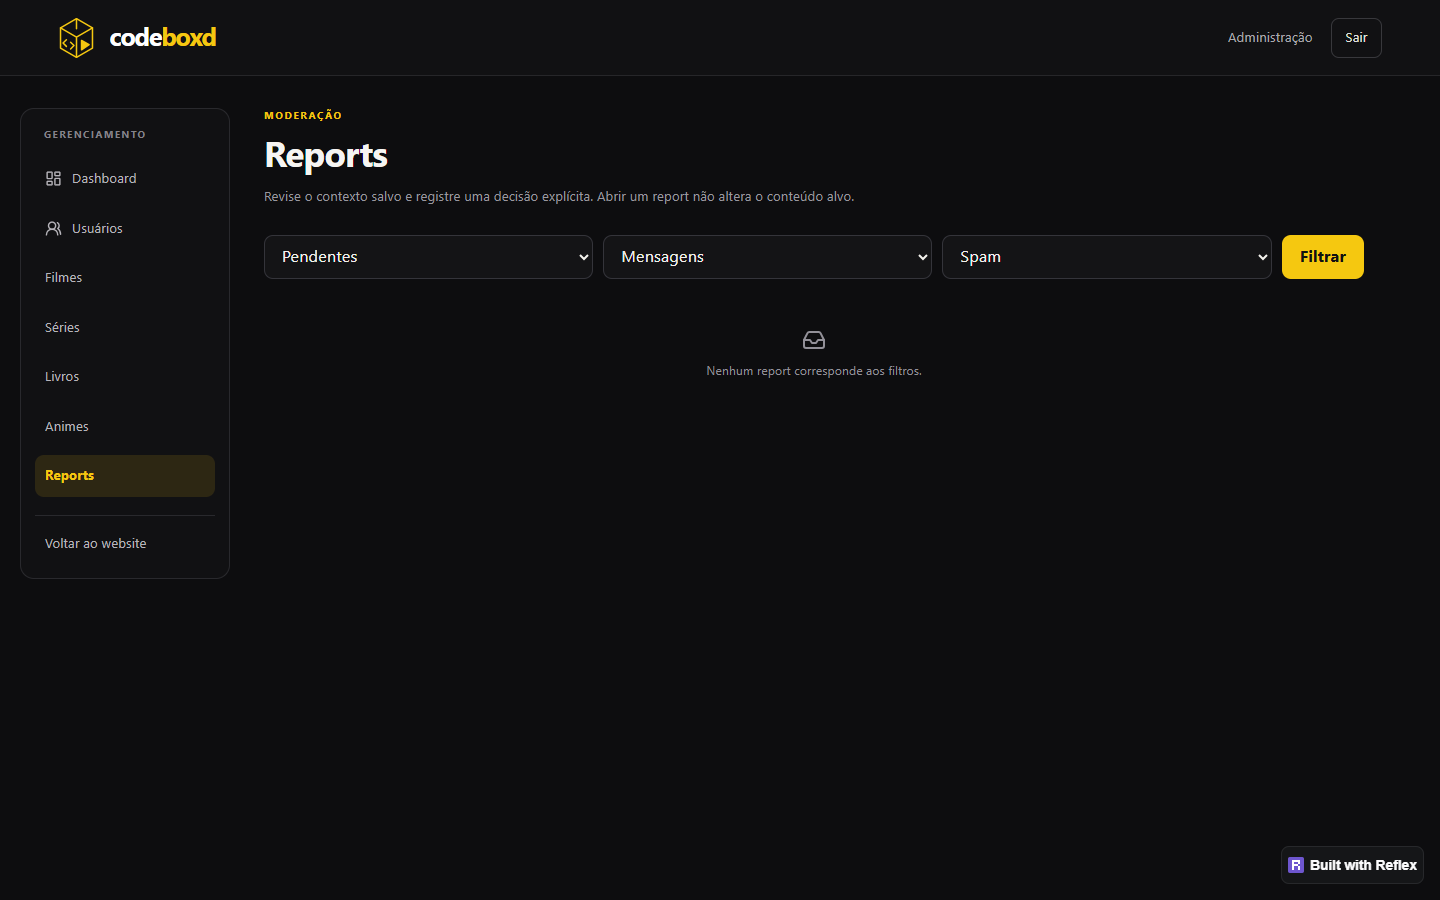 codeboxd
Administração
Sair
GERENCIAMENTO
Dashboard
Usuários
Filmes
Séries
Livros
Animes
Reports
Voltar ao website
MODERAÇÃO
Reports
Revise o contexto salvo e registre uma decisão explícita. Abrir um report não altera o conteúdo alvo.
Pendentes
Mensagens
Spam
Filtrar
Nenhum report corresponde aos filtros.
Built with Reflex